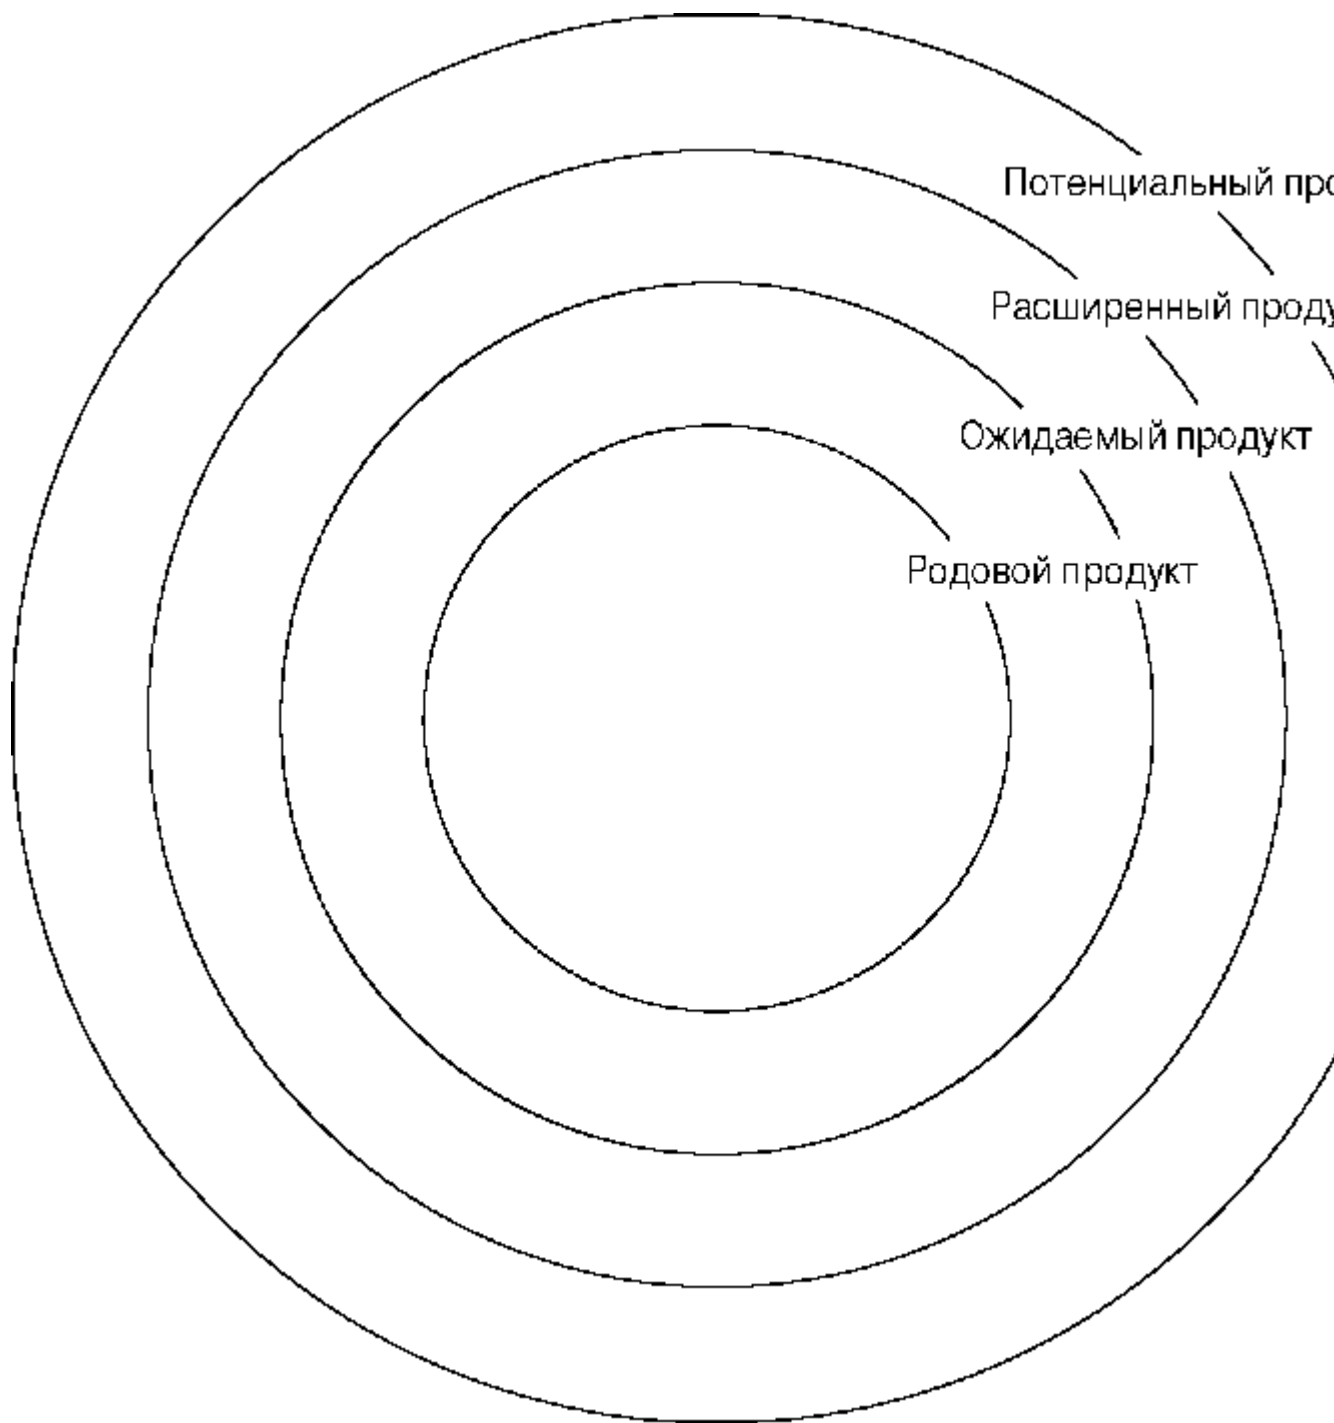 Потенциальный про
Расширенный проду
Ожидаемый продукт
Родовой продукт